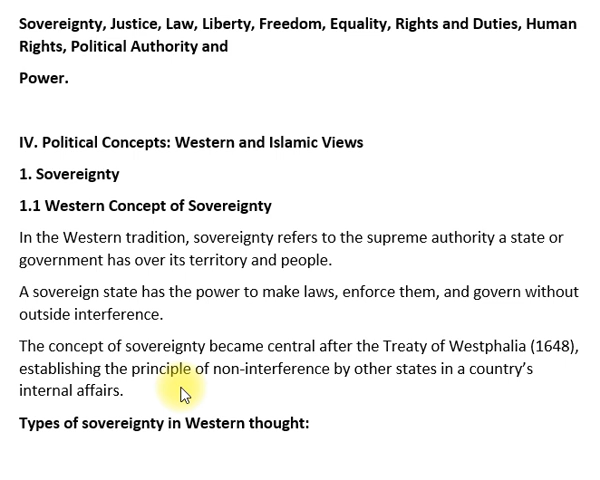 Sovereignty, Justice, Law, Liberty, Freedom, Equality, Rights and Duties, Human
Rights, Political Authority and
Power.
IV. Political Concepts: Western and Islamic Views
1. Sovereignty
1.1 Western Concept of Sovereignty
In the Western tradition, sovereignty refers to the supreme authority a state or
government has over its territory and people.
A sovereign state has the power to make laws, enforce them, and govern without
outside interference.
The concept of sovereignty became central after the Treaty of Westphalia (1648),
establishing the principle of non-interference by other states in a country’s
internal affairs.
Types of sovereignty in Western thought: